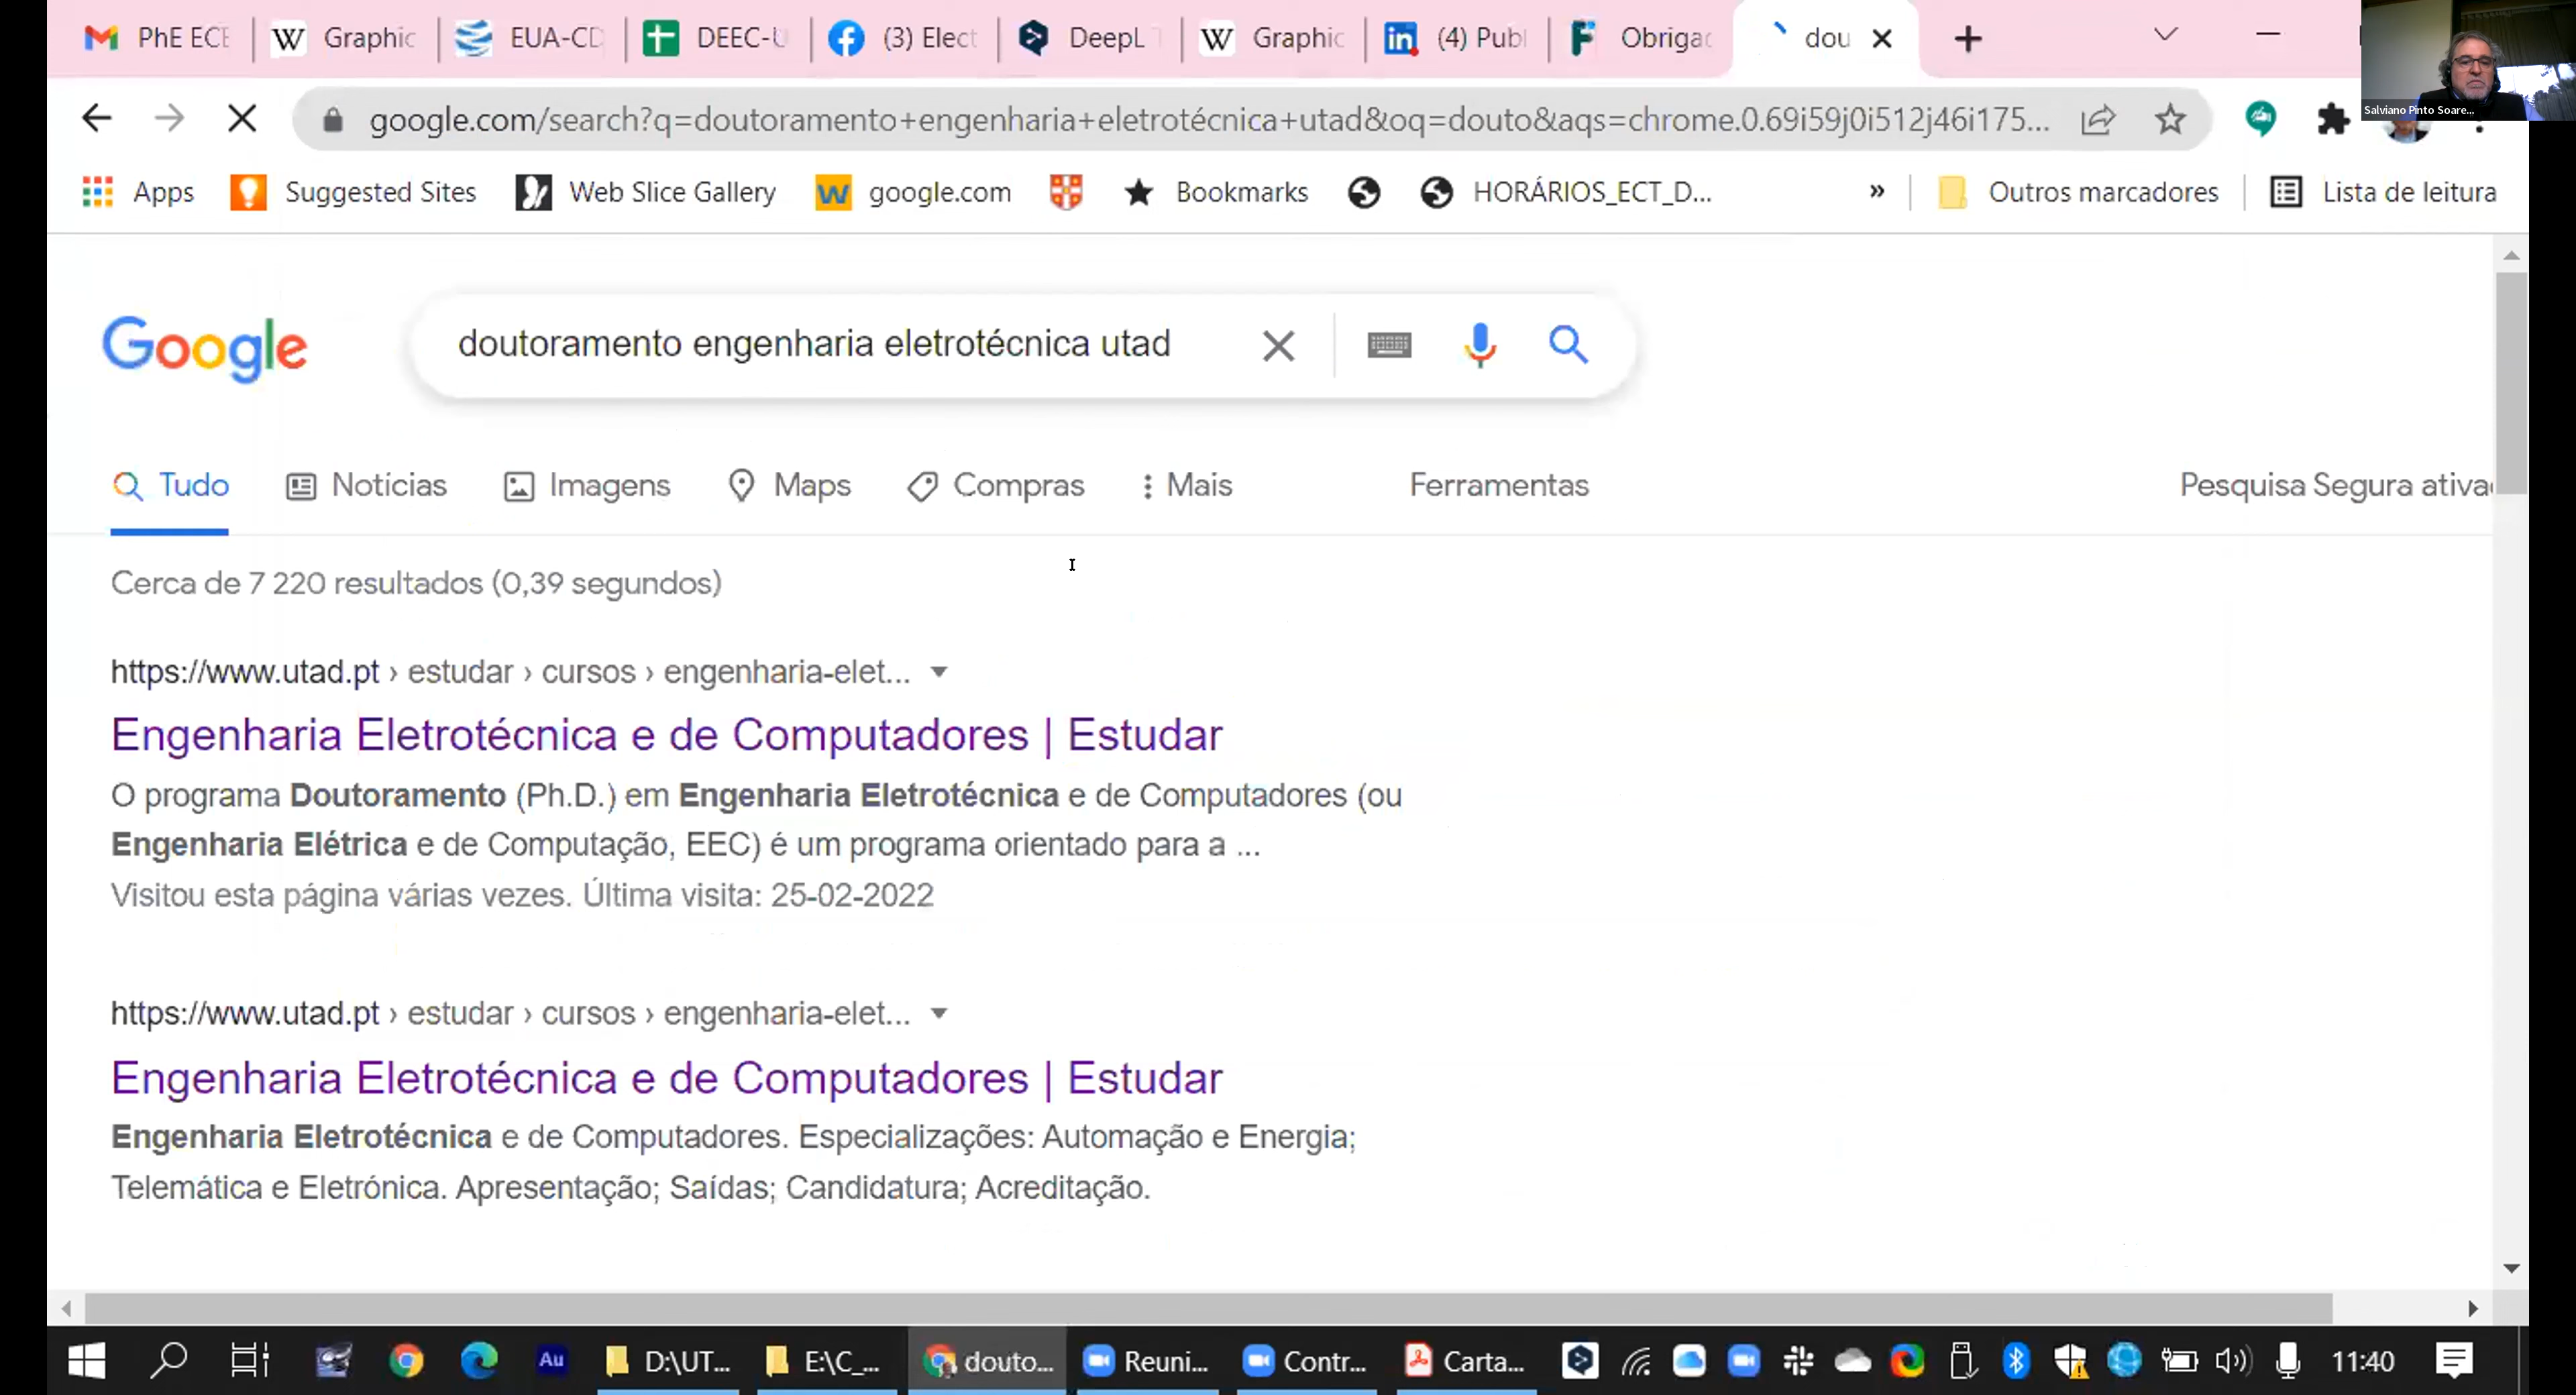 PhE ECE
Graphic
EUA-CD
DEEC-U
(3) Elect
DeepL T
Graphic
(4) Publ
Obrigad
dou
google.com/search?q=doutoramento+engenharia+eletrotécnica+utad&oq=douto&aqs=chrome.0.69i59j0i512j46i175...
Salviano Pinto Soare...
Apps
Suggested Sites
Web Slice Gallery
google.com
Bookmarks
HORÁRIOS_ECT_D...
»
Outros marcadores
Lista de leitura
Google
doutoramento engenharia eletrotécnica utad
Tudo
Notícias
Imagens
Maps
Compras
Mais
Ferramentas
Pesquisa Segura ativa
Cerca de 7 220 resultados (0,39 segundos)
https://www.utad.pt › estudar › cursos › engenharia-elet...
Engenharia Eletrotécnica e de Computadores | Estudar
O programa Doutoramento (Ph.D.) em Engenharia Eletrotécnica e de Computadores (ou
Engenharia Elétrica e de Computação, EEC) é um programa orientado para a ...
Visitou esta página várias vezes. Última visita: 25-02-2022
https://www.utad.pt › estudar › cursos › engenharia-elet...
Engenharia Eletrotécnica e de Computadores | Estudar
Engenharia Eletrotécnica e de Computadores. Especializações: Automação e Energia;
Telemática e Eletrónica. Apresentação; Saídas; Candidatura; Acreditação.
Au
D:\UT...
E:\C_...
douto...
Reuni...
Contr...
Carta...
11:40